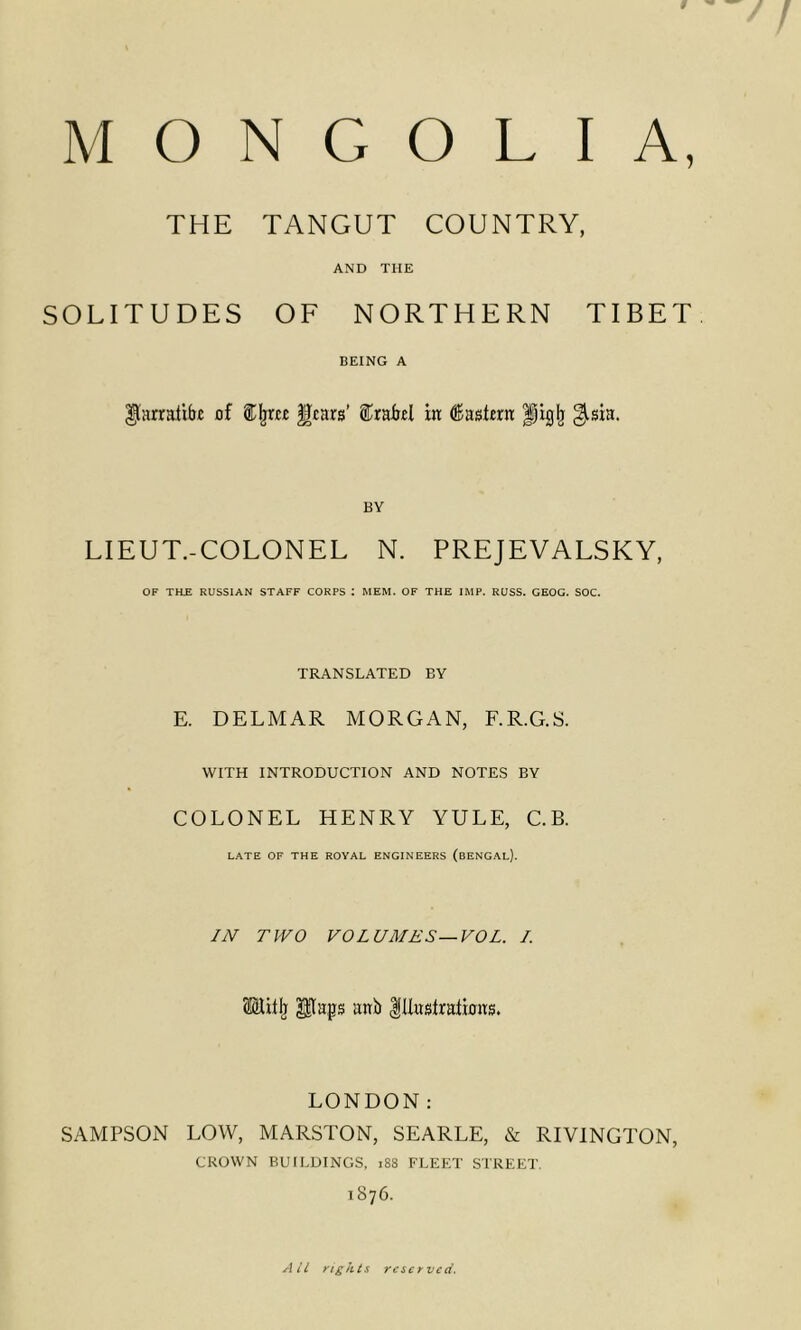 MONGOLIA,
THE TANGUT COUNTRY,
AND THE
SOLITUDES OF NORTHERN TIBET
BEING A
Narrative of Three Years' Travel in Eastern High Asia.
BY
LIEUT.-COLONEL N. PREJEVALSKY,
OF THE RUSSIAN STAFF CORPS : MEM. OF THE IMP. RUSS. GEOG. SOC.
TRANSLATED BY
E. DELMAR MORGAN, F.R.G.S.
WITH INTRODUCTION AND NOTES BY
COLONEL HENRY YULE, C.B.
LATE OF THE ROYAL ENGINEERS (BENGAL).
IN TWO VOLUMES—VOL. I.
With Maps and Illustrations.
LONDON:
SAMPSON LOW, MARSTON, SEARLE, & RIVINGTON,
CROWN BUILDINGS, 188 FLEET STREET.
1876.
All rights reserved.